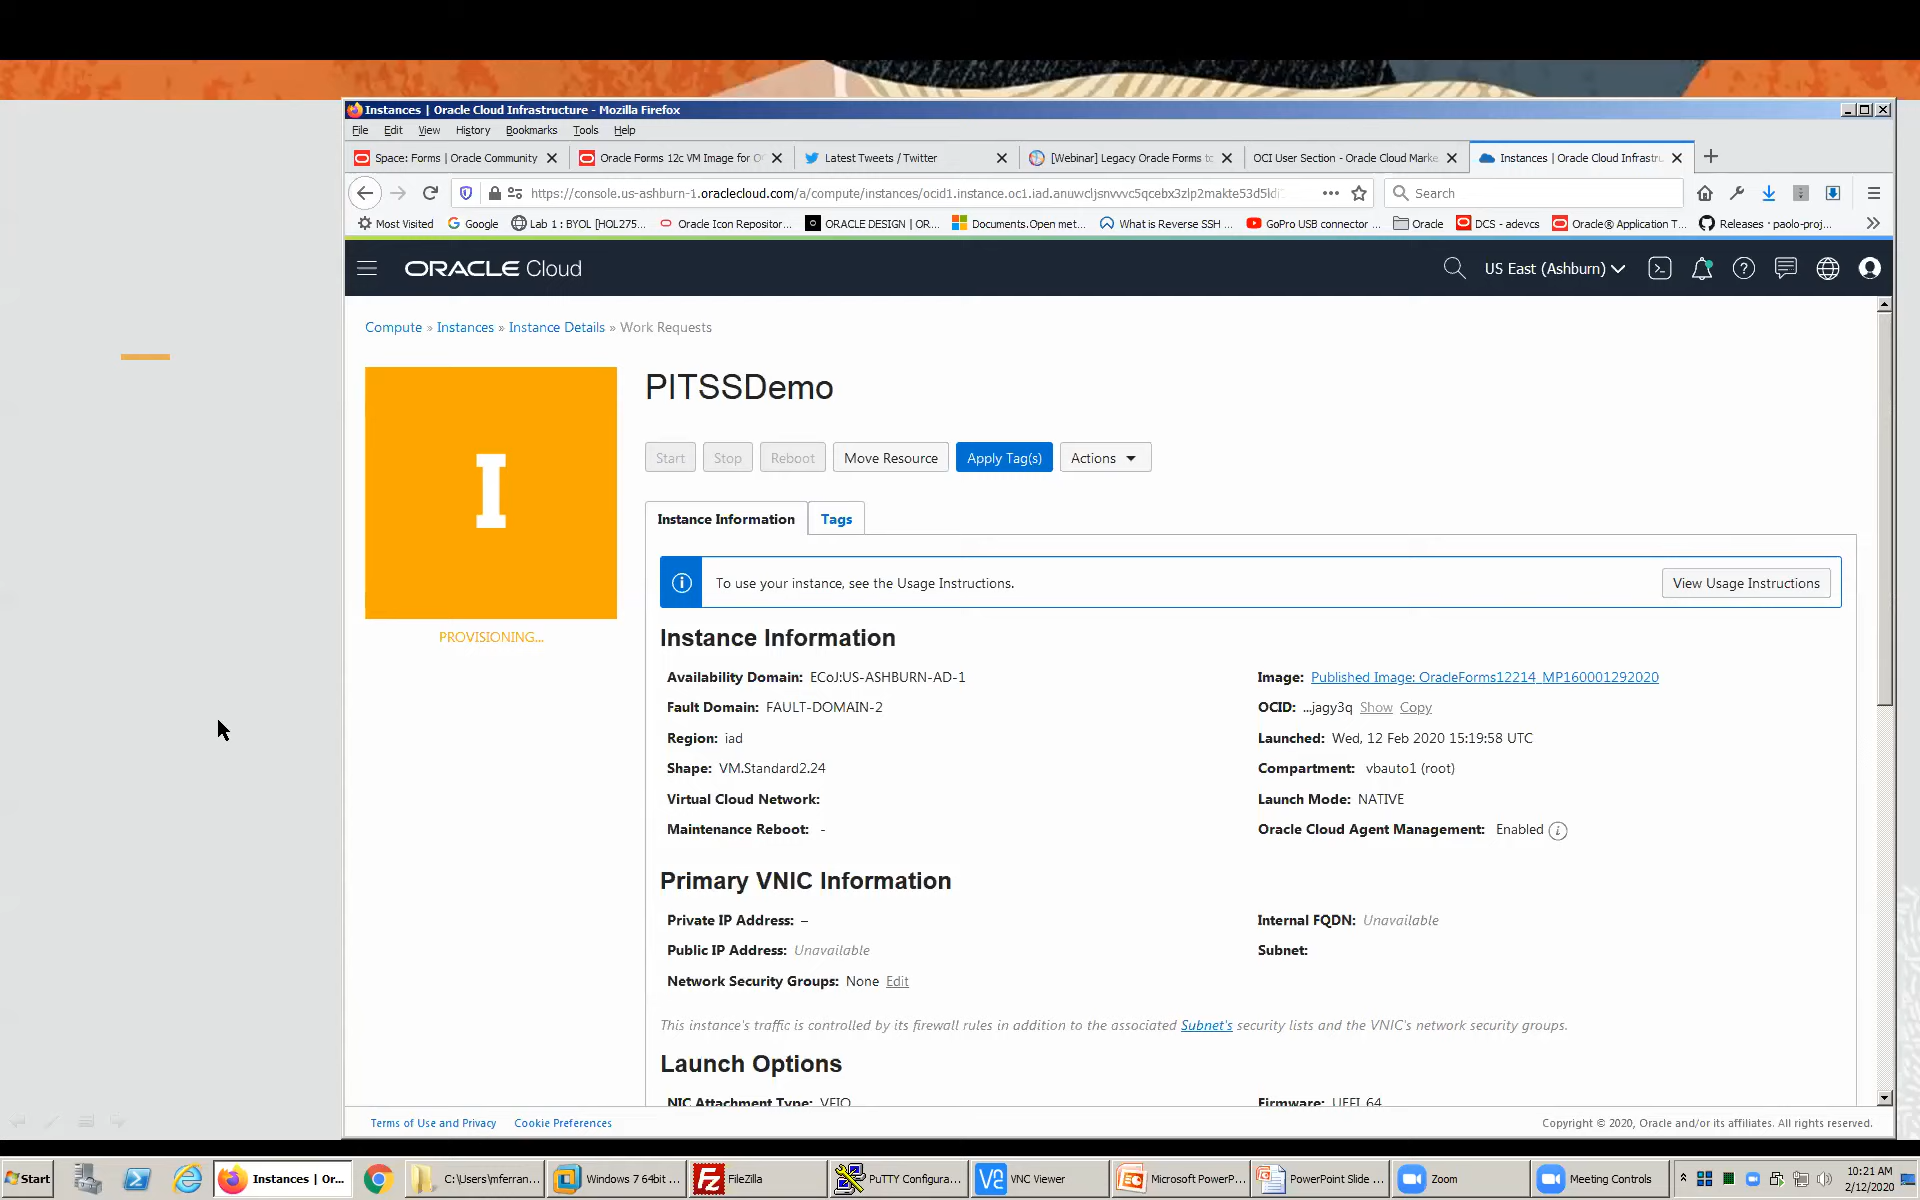 Instances | Oracle Cloud Infrastructure - Mozilla Firefox
File Edit View History Bookmarks Tools Help
Space: Forms | Oracle Community Oracle Forms 12c VM Image for O Latest Tweets / Twitter [Webinar] Legacy Oracle Forms to OCI User Section - Oracle Cloud Marke Instances | Oracle Cloud Infrastru
https://console.us-ashburn-1.oraclecloud.com/a/compute/instances/ocid1.instance.oc1.iad.anuwcljsnvvvc5qcebx3zlp2makte53d5ldi Search
Most Visited Google Lab 1 : BYOL [HOL275... Oracle Icon Repositor... ORACLE DESIGN | OR... Documents.Open met... What is Reverse SSH ... GoPro USB connector ... Oracle DCS - adevcs Oracle® Application T... Releases · paolo-proj...
ORACLE Cloud US East (Ashburn)
Compute » Instances » Instance Details » Work Requests
I
PROVISIONING...
PITSSDemo
Start Stop Reboot Move Resource Apply Tag(s) Actions
Instance Information Tags
To use your instance, see the Usage Instructions. View Usage Instructions
Instance Information
Availability Domain: ECoJ:US-ASHBURN-AD-1 Image: Published Image: OracleForms12214_MP160001292020
Fault Domain: FAULT-DOMAIN-2 OCID: ...jagy3q Show Copy
Region: iad Launched: Wed, 12 Feb 2020 15:19:58 UTC
Shape: VM.Standard2.24 Compartment: vbauto1 (root)
Virtual Cloud Network: Launch Mode: NATIVE
Maintenance Reboot: - Oracle Cloud Agent Management: Enabled
Primary VNIC Information
Private IP Address: – Internal FQDN: Unavailable
Public IP Address: Unavailable Subnet:
Network Security Groups: None Edit
This instance's traffic is controlled by its firewall rules in addition to the associated Subnet's security lists and the VNIC's network security groups.
Launch Options
NIC Attachment Type: VFIO Firmware: UEFI_64
Terms of Use and Privacy Cookie Preferences Copyright © 2020, Oracle and/or its affiliates. All rights reserved.
Start Instances | Or... C:\Users\mferran... Windows 7 64bit ... FileZilla PuTTY Configura... VNC Viewer Microsoft PowerP... PowerPoint Slide ... Zoom Meeting Controls 10:21 AM
2/12/2020